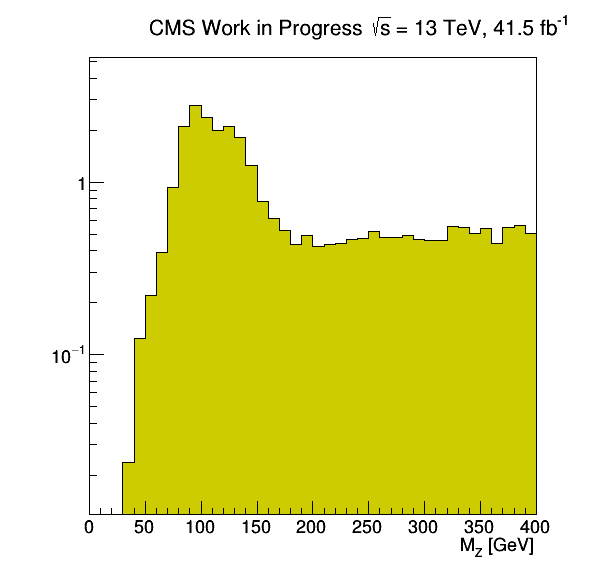 CMS Work in Progress √s = 13 TeV, 41.5 fb⁻¹
1
10⁻¹
0 50 100 150 200 250 300 350 400
M_Z [GeV]